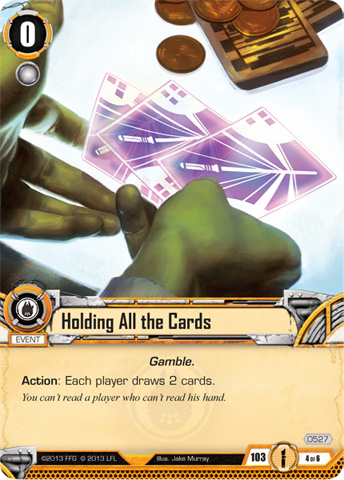 0
Holding All the Cards
EVENT
Gamble.
Action: Each player draws 2 cards.
You can't read a player who can't read his hand.
0527
©2013 FFG © 2013 LFL
Illus. Jake Murray
103
4 OF 6